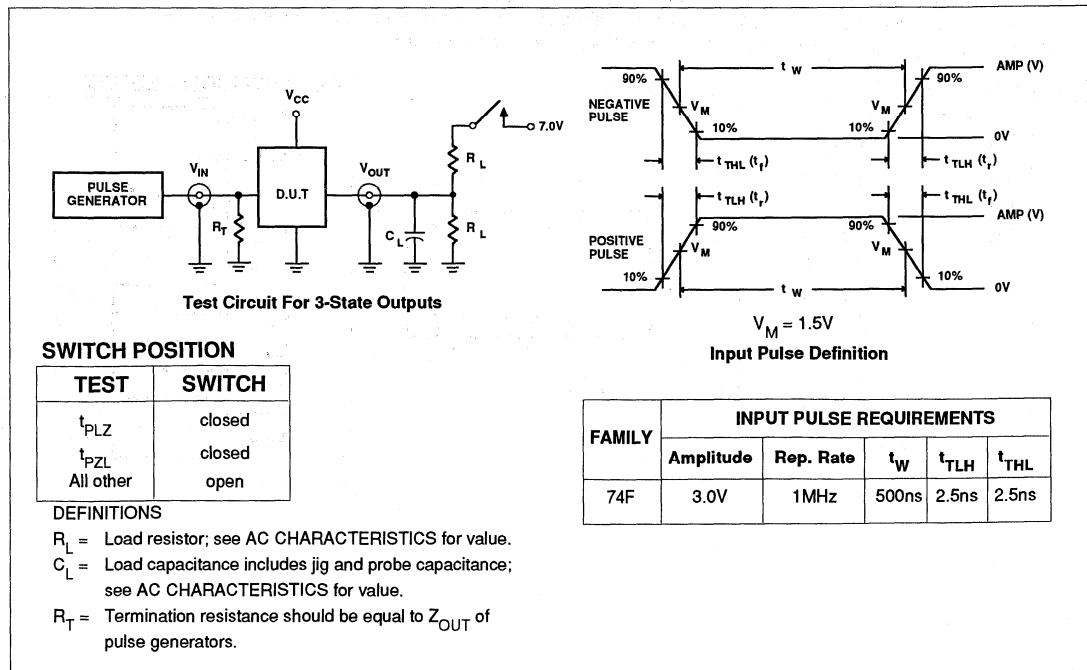 V_CC
7.0V
R_L
V_IN
V_OUT
PULSE
GENERATOR
D.U.T
R_T
C_L
R_L
Test Circuit For 3-State Outputs
t_W
AMP (V)
90%
90%
NEGATIVE
PULSE
V_M
V_M
10%
10%
0V
t_THL (t_f)
t_TLH (t_r)
t_TLH (t_r)
t_THL (t_f)
AMP (V)
90%
90%
POSITIVE
PULSE
V_M
V_M
10%
10%
t_W
0V
V_M = 1.5V
Input Pulse Definition
SWITCH POSITION
TEST SWITCH
t_PLZ closed
t_PZL closed
All other open
FAMILY INPUT PULSE REQUIREMENTS
Amplitude Rep. Rate t_W t_TLH t_THL
74F 3.0V 1MHz 500ns 2.5ns 2.5ns
DEFINITIONS
R_L = Load resistor; see AC CHARACTERISTICS for value.
C_L = Load capacitance includes jig and probe capacitance;
see AC CHARACTERISTICS for value.
R_T = Termination resistance should be equal to Z_OUT of
pulse generators.